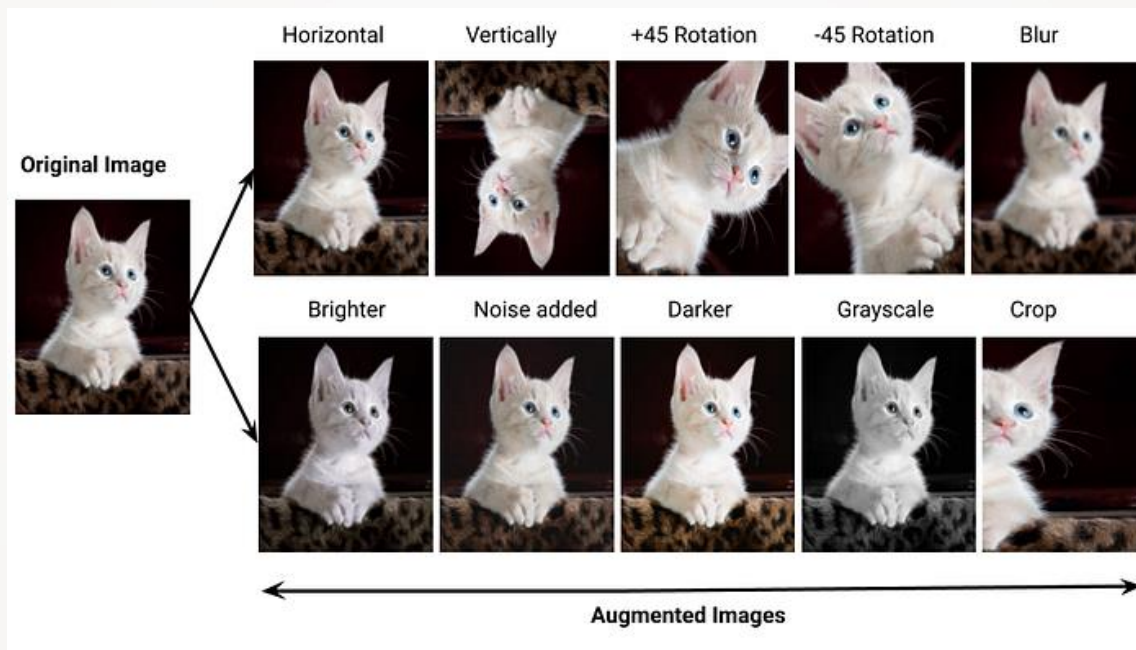 Horizontal Vertically +45 Rotation -45 Rotation Blur
Original Image
Brighter Noise added Darker Grayscale Crop
Augmented Images